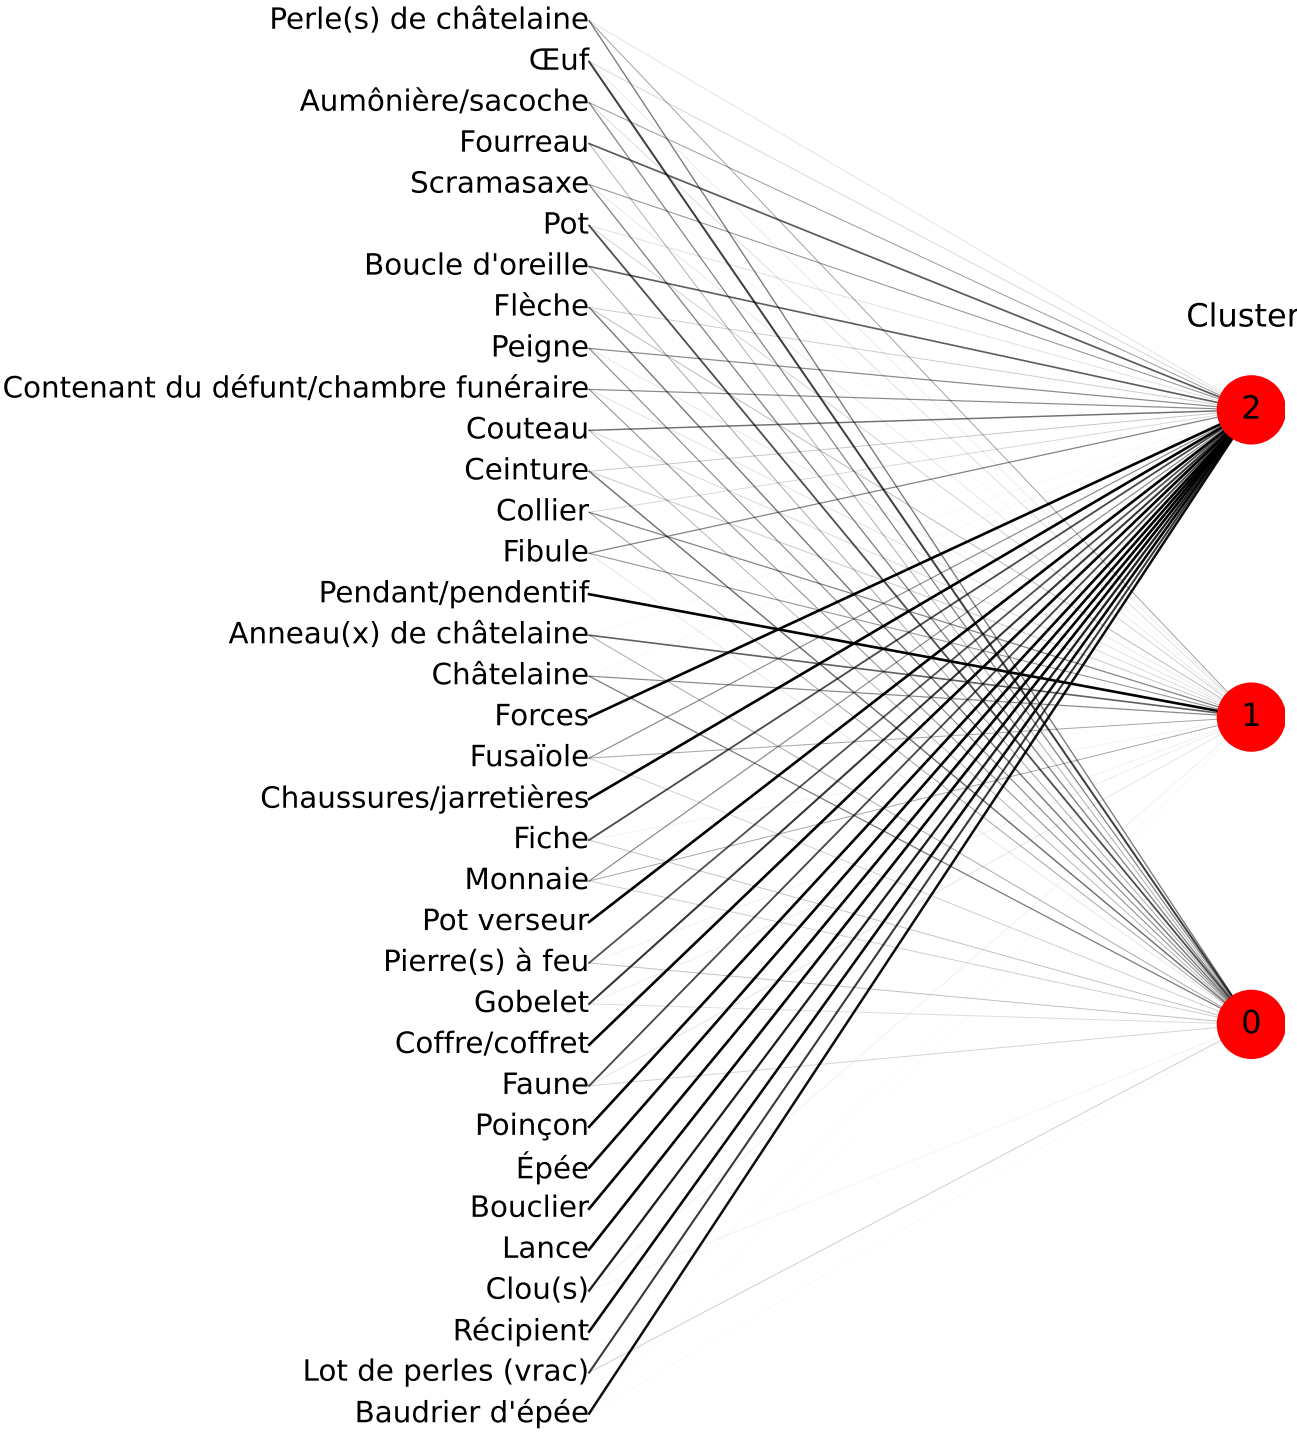 Perle(s) de châtelaine
Œuf
Aumônière/sacoche
Fourreau
Scramasaxe
Pot
Boucle d'oreille
Flèche
Peigne
Contenant du défunt/chambre funéraire
Couteau
Ceinture
Collier
Fibule
Pendant/pendentif
Anneau(x) de châtelaine
Châtelaine
Forces
Fusaïole
Chaussures/jarretières
Fiche
Monnaie
Pot verseur
Pierre(s) à feu
Gobelet
Coffre/coffret
Faune
Poinçon
Épée
Bouclier
Lance
Clou(s)
Récipient
Lot de perles (vrac)
Baudrier d'épée
Cluster
2
1
0